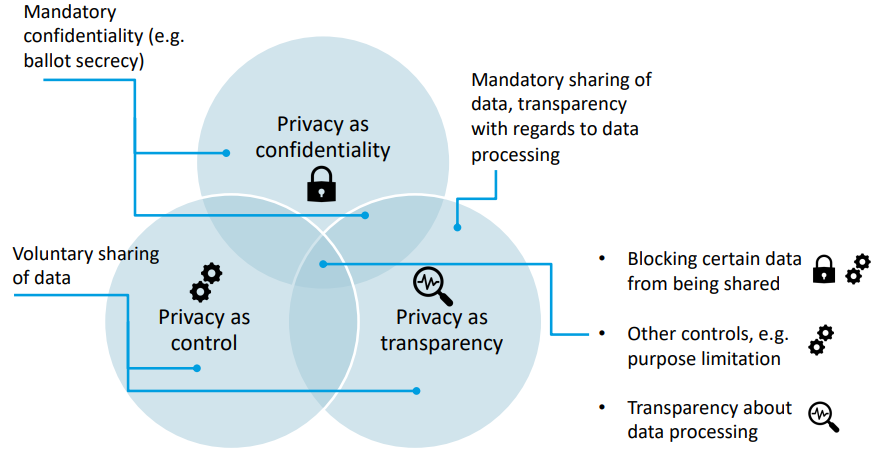 Mandatory
confidentiality (e.g.
ballot secrecy)
Mandatory sharing of
data, transparency
with regards to data
processing
Privacy as
confidentiality
Voluntary sharing
of data
Privacy as
control
Privacy as
transparency
• Blocking certain data
from being shared
• Other controls, e.g.
purpose limitation
• Transparency about
data processing